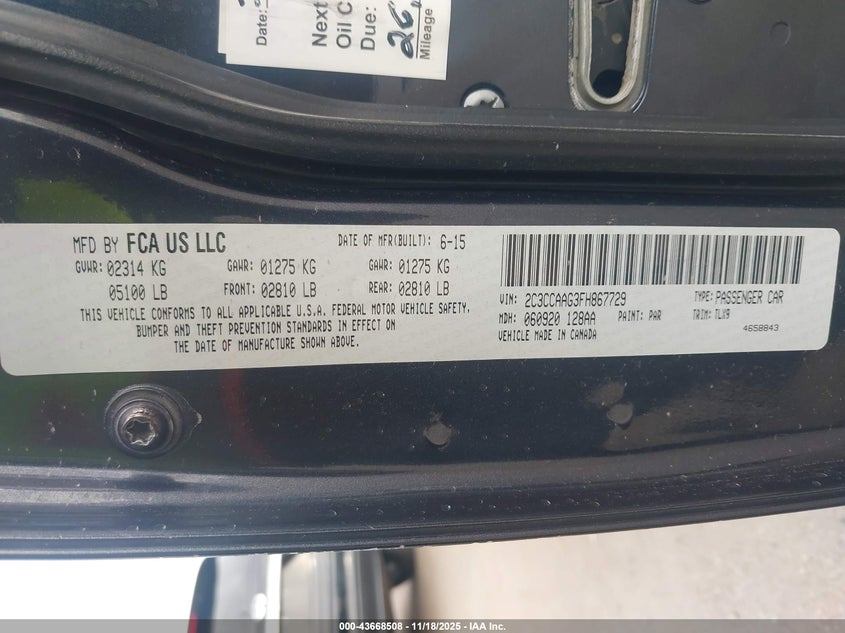 Date:
Next
Oil C
Due:
Mileage
MFD BY FCA US LLC
DATE OF MFR(BUILT): 6-15
GVWR: 02314 KG GAWR: 01275 KG GAWR: 01275 KG
05100 LB FRONT: 02810 LB REAR: 02810 LB
THIS VEHICLE CONFORMS TO ALL APPLICABLE U.S.A. FEDERAL MOTOR VEHICLE SAFETY,
BUMPER AND THEFT PREVENTION STANDARDS IN EFFECT ON
THE DATE OF MANUFACTURE SHOWN ABOVE.
VIN: 2C3CCAAG3FH867729 TYPE: PASSENGER CAR
MDH: 060920 128AA PAINT: PAR TRIM: TLX9
VEHICLE MADE IN CANADA 4658843
000-43668508 - 11/18/2025 - IAA Inc.